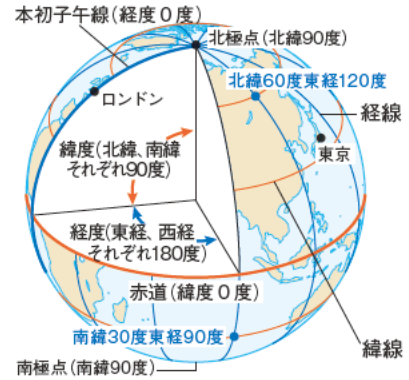 本初子午線(経度0度)
北極点(北緯90度)
北緯60度東経120度
ロンドン
経線
東京
緯度(北緯、南緯
それぞれ90度)
経度(東経、西経
それぞれ180度)
赤道(緯度0度)
南緯30度東経90度
緯線
南極点(南緯90度)